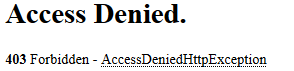 Access Denied.
403 Forbidden - AccessDeniedHttpException